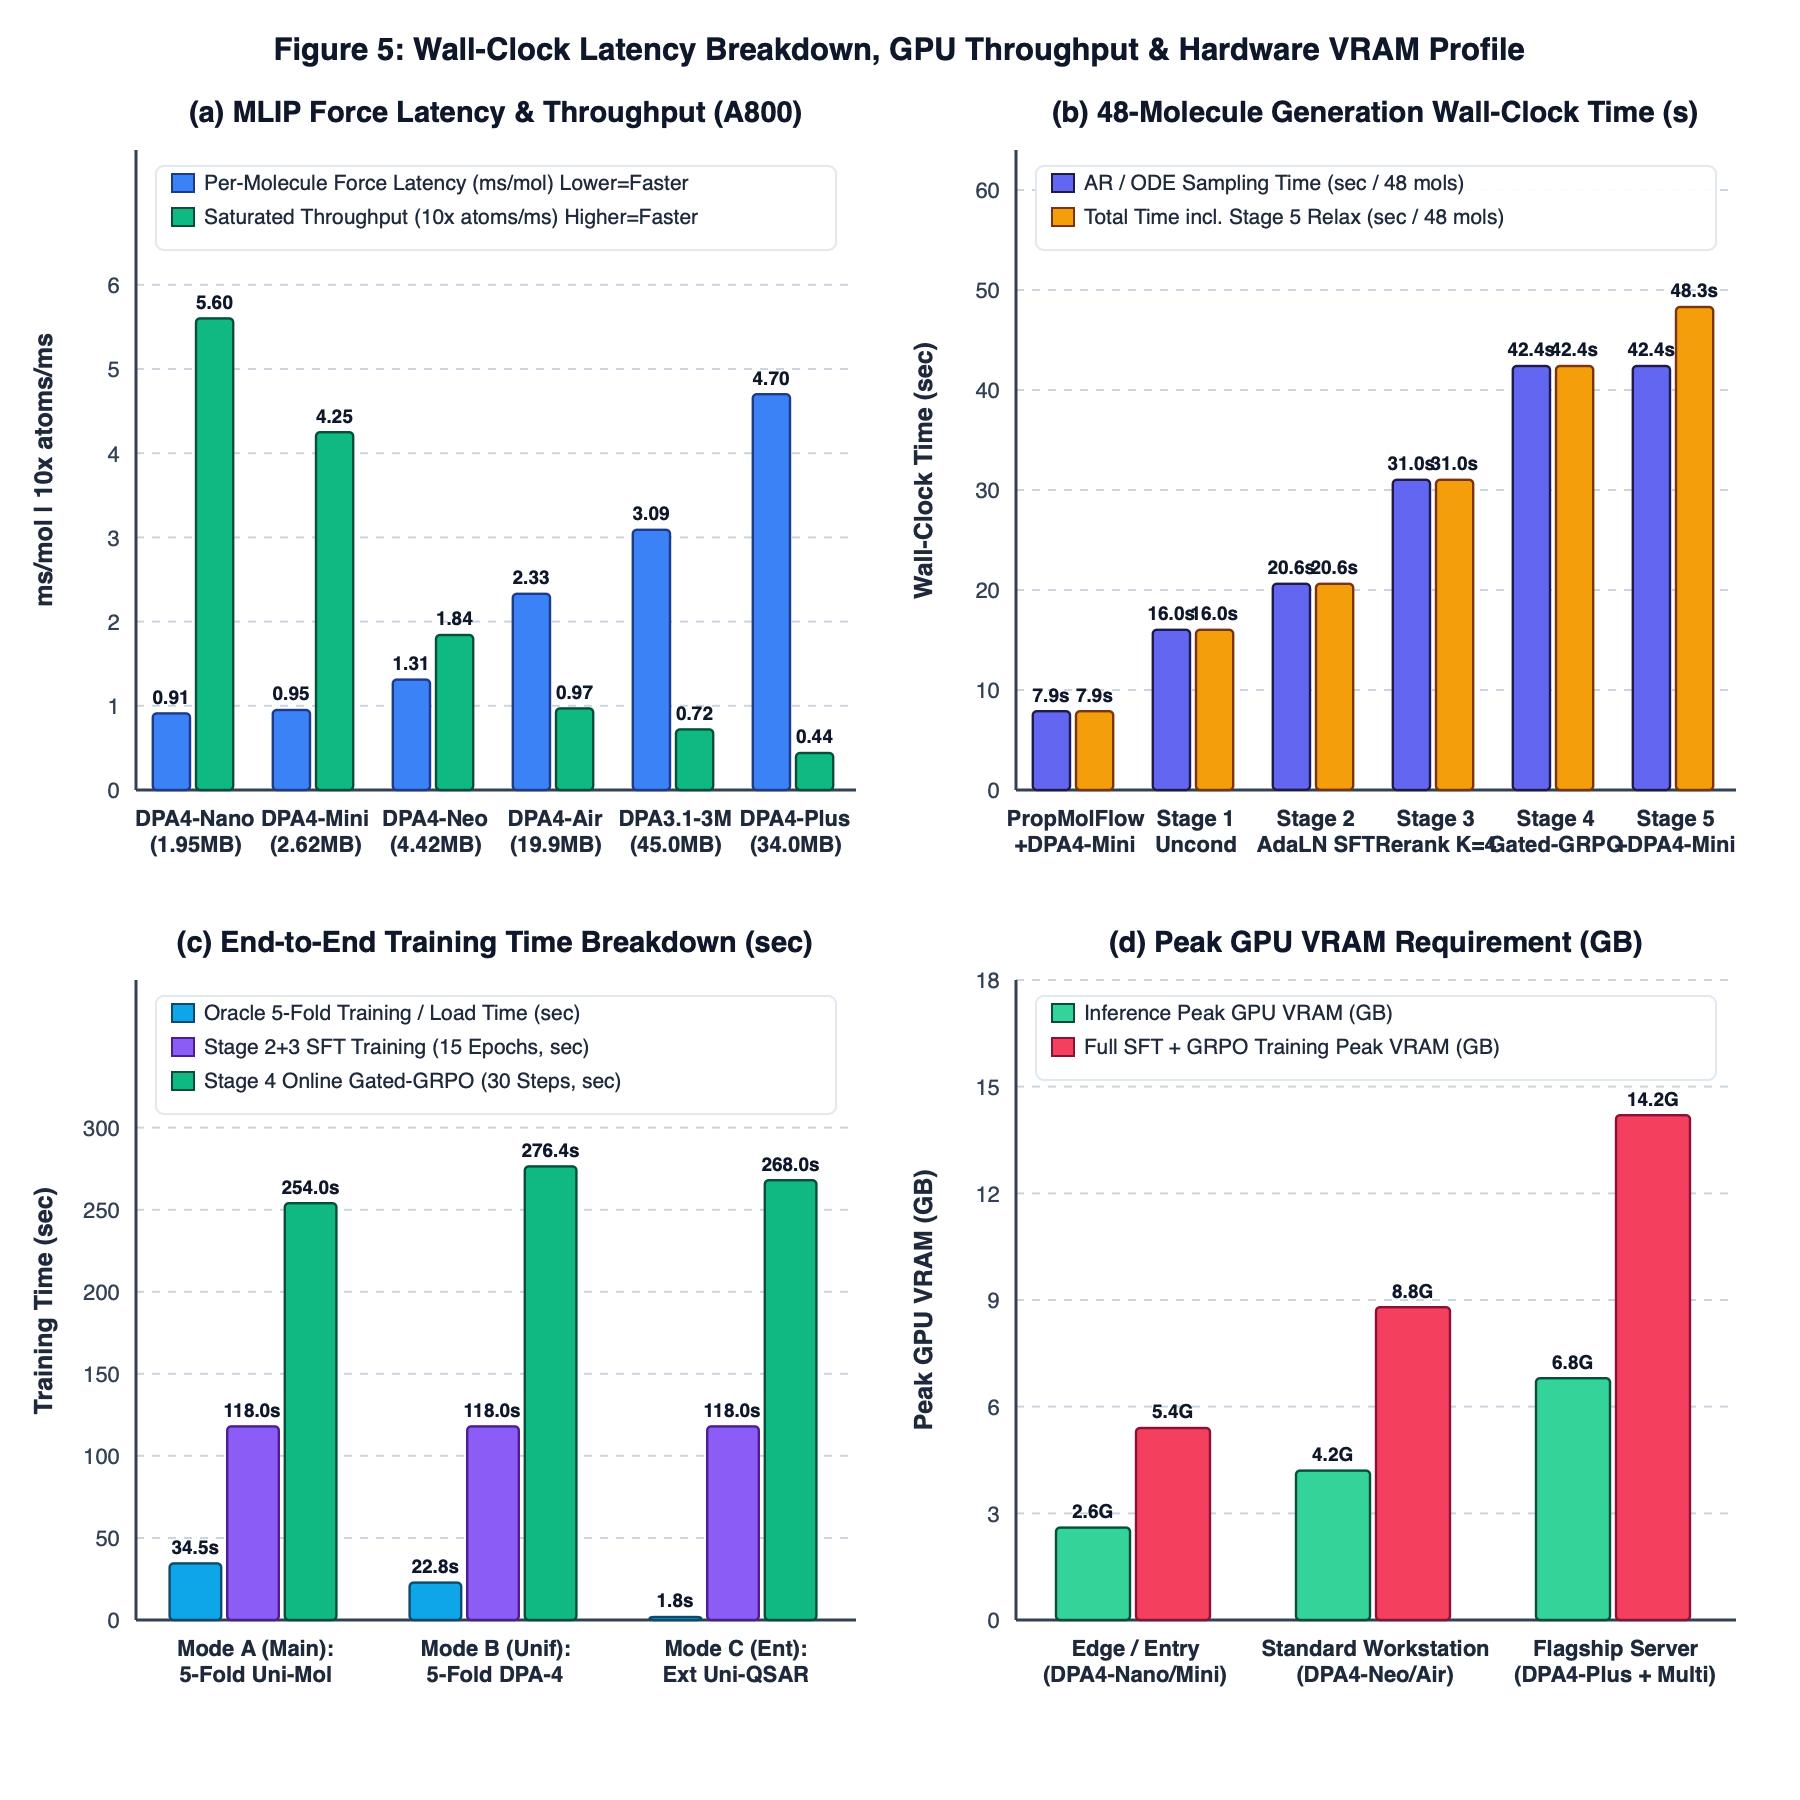 Figure 5: Wall-Clock Latency Breakdown, GPU Throughput & Hardware VRAM Profile
(a) MLIP Force Latency & Throughput (A800)
Per-Molecule Force Latency (ms/mol) Lower=Faster
Saturated Throughput (10x atoms/ms) Higher=Faster
ms/mol | 10x atoms/ms
6
5
4
3
2
1
0
0.91
5.60
0.95
4.25
1.31
1.84
2.33
0.97
3.09
0.72
4.70
0.44
DPA4-Nano
(1.95MB)
DPA4-Mini
(2.62MB)
DPA4-Neo
(4.42MB)
DPA4-Air
(19.9MB)
DPA3.1-3M
(45.0MB)
DPA4-Plus
(34.0MB)
(b) 48-Molecule Generation Wall-Clock Time (s)
AR / ODE Sampling Time (sec / 48 mols)
Total Time incl. Stage 5 Relax (sec / 48 mols)
Wall-Clock Time (sec)
60
50
40
30
20
10
0
7.9s
7.9s
16.0s
16.0s
20.6s
20.6s
31.0s
31.0s
42.4s
42.4s
42.4s
48.3s
PropMolFlow
+DPA4-Mini
Stage 1
Uncond
Stage 2
AdaLN SFT
Stage 3
Rerank K=4
Stage 4
Gated-GRPO
Stage 5
+DPA4-Mini
(c) End-to-End Training Time Breakdown (sec)
Oracle 5-Fold Training / Load Time (sec)
Stage 2+3 SFT Training (15 Epochs, sec)
Stage 4 Online Gated-GRPO (30 Steps, sec)
Training Time (sec)
300
250
200
150
100
50
0
34.5s
118.0s
254.0s
22.8s
118.0s
276.4s
1.8s
118.0s
268.0s
Mode A (Main):
5-Fold Uni-Mol
Mode B (Unif):
5-Fold DPA-4
Mode C (Ent):
Ext Uni-QSAR
(d) Peak GPU VRAM Requirement (GB)
Inference Peak GPU VRAM (GB)
Full SFT + GRPO Training Peak VRAM (GB)
Peak GPU VRAM (GB)
18
15
12
9
6
3
0
2.6G
5.4G
4.2G
8.8G
6.8G
14.2G
Edge / Entry
(DPA4-Nano/Mini)
Standard Workstation
(DPA4-Neo/Air)
Flagship Server
(DPA4-Plus + Multi)